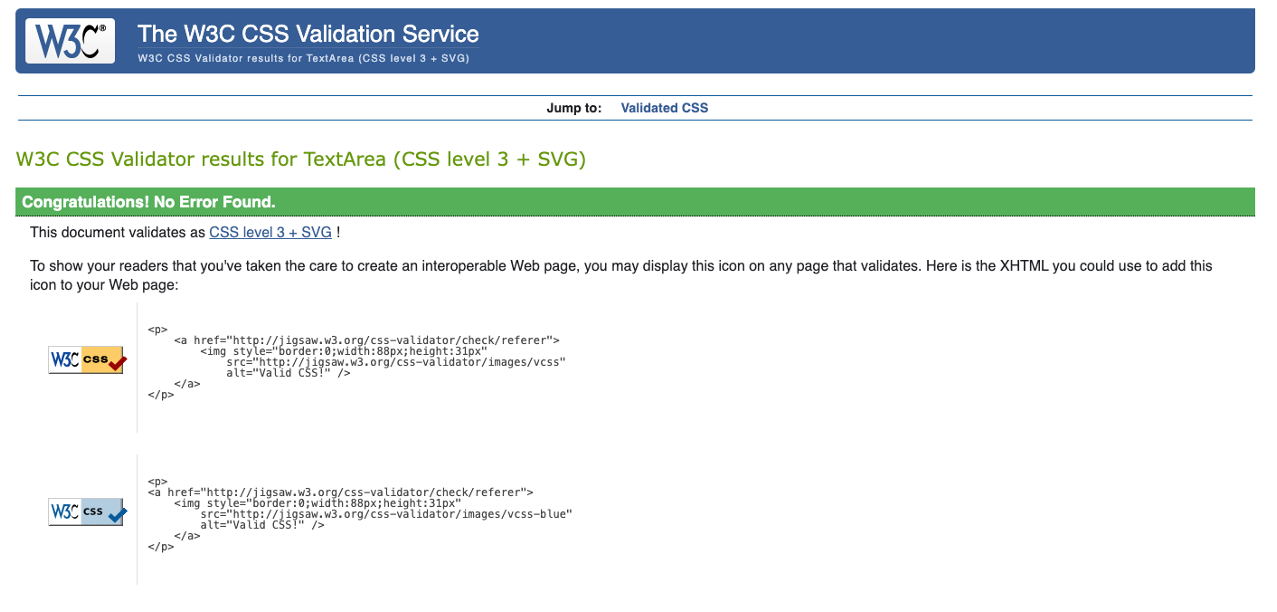 W3C®
The W3C CSS Validation Service
W3C CSS Validator results for TextArea (CSS level 3 + SVG)
Jump to: Validated CSS
W3C CSS Validator results for TextArea (CSS level 3 + SVG)
Congratulations! No Error Found.
This document validates as CSS level 3 + SVG !
To show your readers that you've taken the care to create an interoperable Web page, you may display this icon on any page that validates. Here is the XHTML you could use to add this
icon to your Web page:
W3C css
<p>
    <a href="http://jigsaw.w3.org/css-validator/check/referer">
        <img style="border:0;width:88px;height:31px"
            src="http://jigsaw.w3.org/css-validator/images/vcss"
            alt="Valid CSS!" />
    </a>
</p>
W3C css
<p>
<a href="http://jigsaw.w3.org/css-validator/check/referer">
    <img style="border:0;width:88px;height:31px"
        src="http://jigsaw.w3.org/css-validator/images/vcss-blue"
        alt="Valid CSS!" />
    </a>
</p>